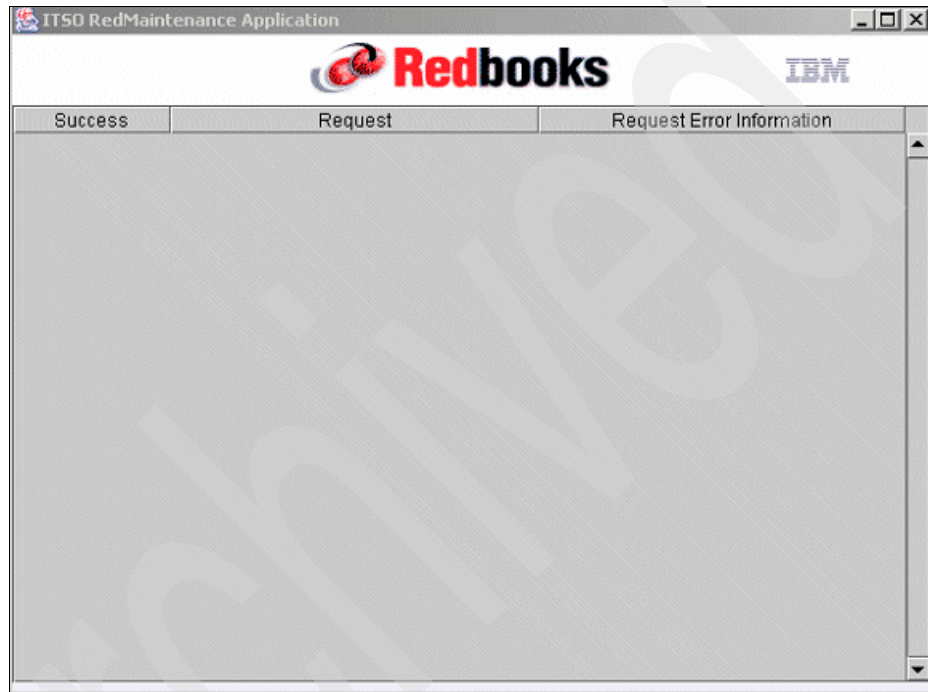 ITSO RedMaintenance Application
Redbooks IBM
Success Request Request Error Information
Archived